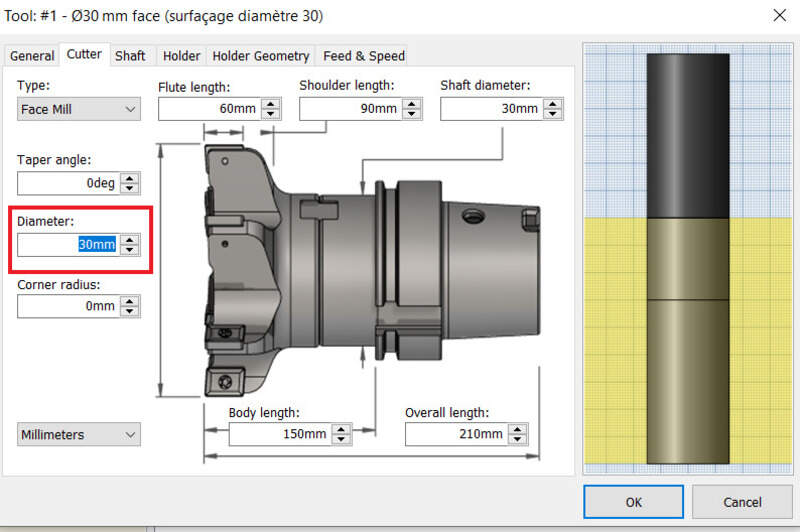 Tool: #1 - Ø30 mm face (surfaçage diamètre 30)
General Cutter Shaft Holder Holder Geometry Feed & Speed
Type: Flute length: Shoulder length: Shaft diameter:
Face Mill 60mm 90mm 30mm
Taper angle:
0deg
Diameter:
30mm
Corner radius:
0mm
Body length: Overall length:
Millimeters 150mm 210mm
OK Cancel